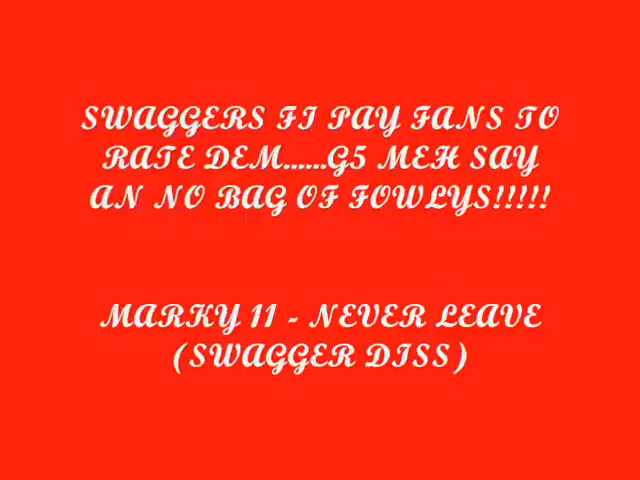 SWAGGERS FI PAY FANS TO
RATE DEM......G5 MEH SAY
AN NO BAG OF FOWLYS!!!!!
MARKY 11 - NEVER LEAVE
(SWAGGER DISS)